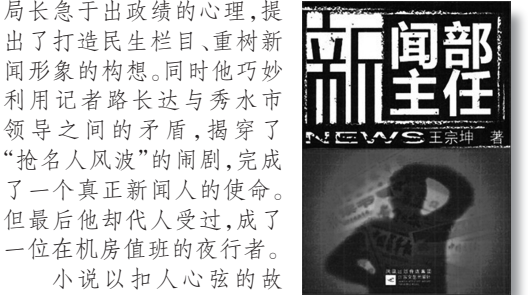 局长急于出政绩的心理，提
出了打造民生栏目、重树新
闻形象的构想。同时他巧妙
利用记者路长达与秀水市
领导之间的矛盾，揭穿了
“抢名人风波”的闹剧，完成
了一个真正新闻人的使命。
但最后他却代人受过，成了
一位在机房值班的夜行者。
小说以扣人心弦的故
新闻部
主任
NEWS 王宗坤 著